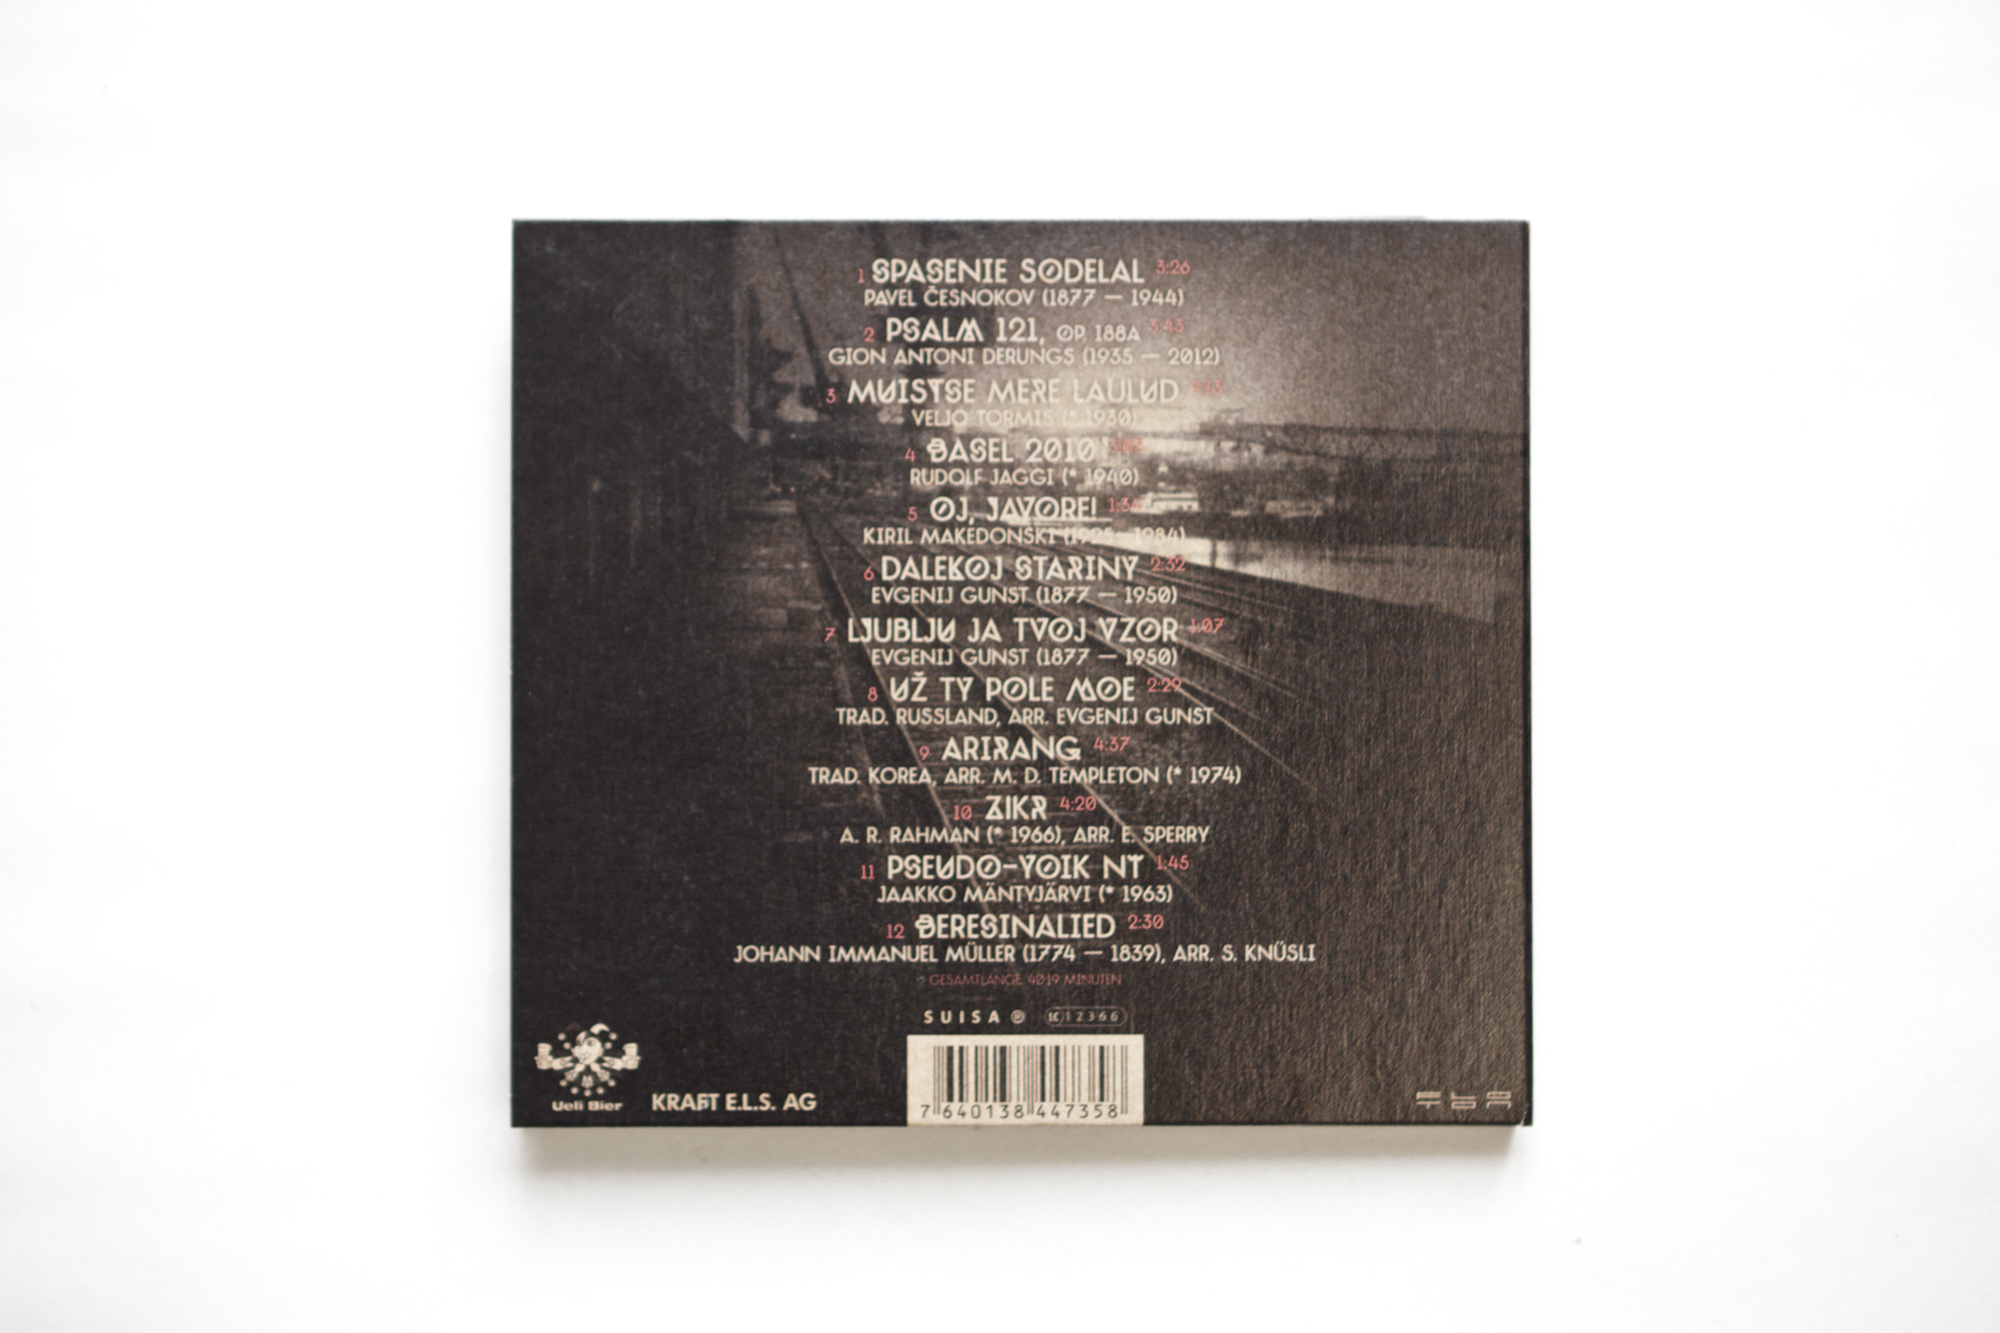 1 SPASENIE SODELAL 3:26
PAVEL ČESNOKOV (1877 — 1944)
2 PSALM 121, OP. 188A 3:43
GION ANTONI DERUNGS (1935 — 2012)
3 MUISTSE MERE LAULUD
VELJO TORMIS (* 1930)
4 BASEL 2010
RUDOLF JAGGI (* 1940)
5 OJ, JAVORE!
KIRIL MAKEDONSKI (1925 — 1984)
6 DALEKOJ STARINY 2:32
EVGENIJ GUNST (1877 — 1950)
7 LJUBLJU JA TVOJ VZOR 1:07
EVGENIJ GUNST (1877 — 1950)
8 UŽ TY POLE MOE 2:29
TRAD. RUSSLAND, ARR. EVGENIJ GUNST
9 ARIRANG 4:37
TRAD. KOREA, ARR. M. D. TEMPLETON (* 1974)
10 ZIKR 4:20
A. R. RAHMAN (* 1966), ARR. E. SPERRY
11 PSEUDO-YOIK NT 1:45
JAAKKO MÄNTYJÄRVI (* 1963)
12 BERESINALIED 2:30
JOHANN IMMANUEL MÜLLER (1774 — 1839), ARR. S. KNÜSLI
GESAMTLÄNGE 40:19 MINUTEN
SUISA ® 12366
Ueli Bier
KRAFT E.L.S. AG
7 640138 447358